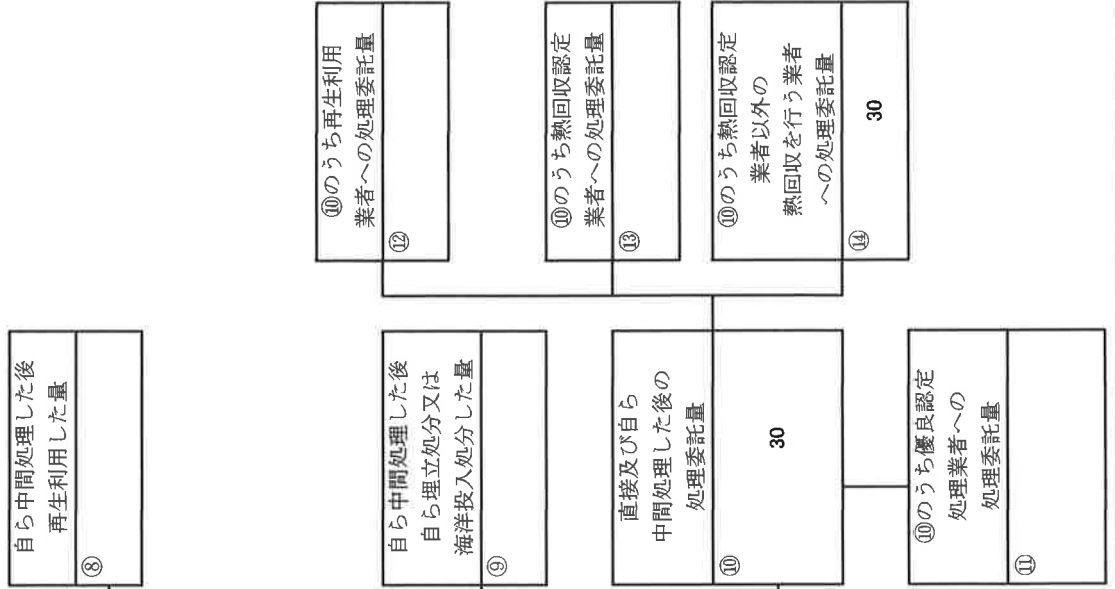 自ら中間処理した後
再生利用した量
⑧
自ら中間処理した後
自ら埋立処分又は
海洋投入処分した量
⑨
直接及び自ら
中間処理した後の
処理委託量
⑩
30
⑩のうち優良認定
処理業者への
処理委託量
⑪
⑩のうち再生利用
業者への処理委託量
⑫
⑩のうち熱回収認定
業者への処理委託量
⑬
⑩のうち熱回収認定
業者以外の
熱回収を行う業者
への処理委託量
⑭
30